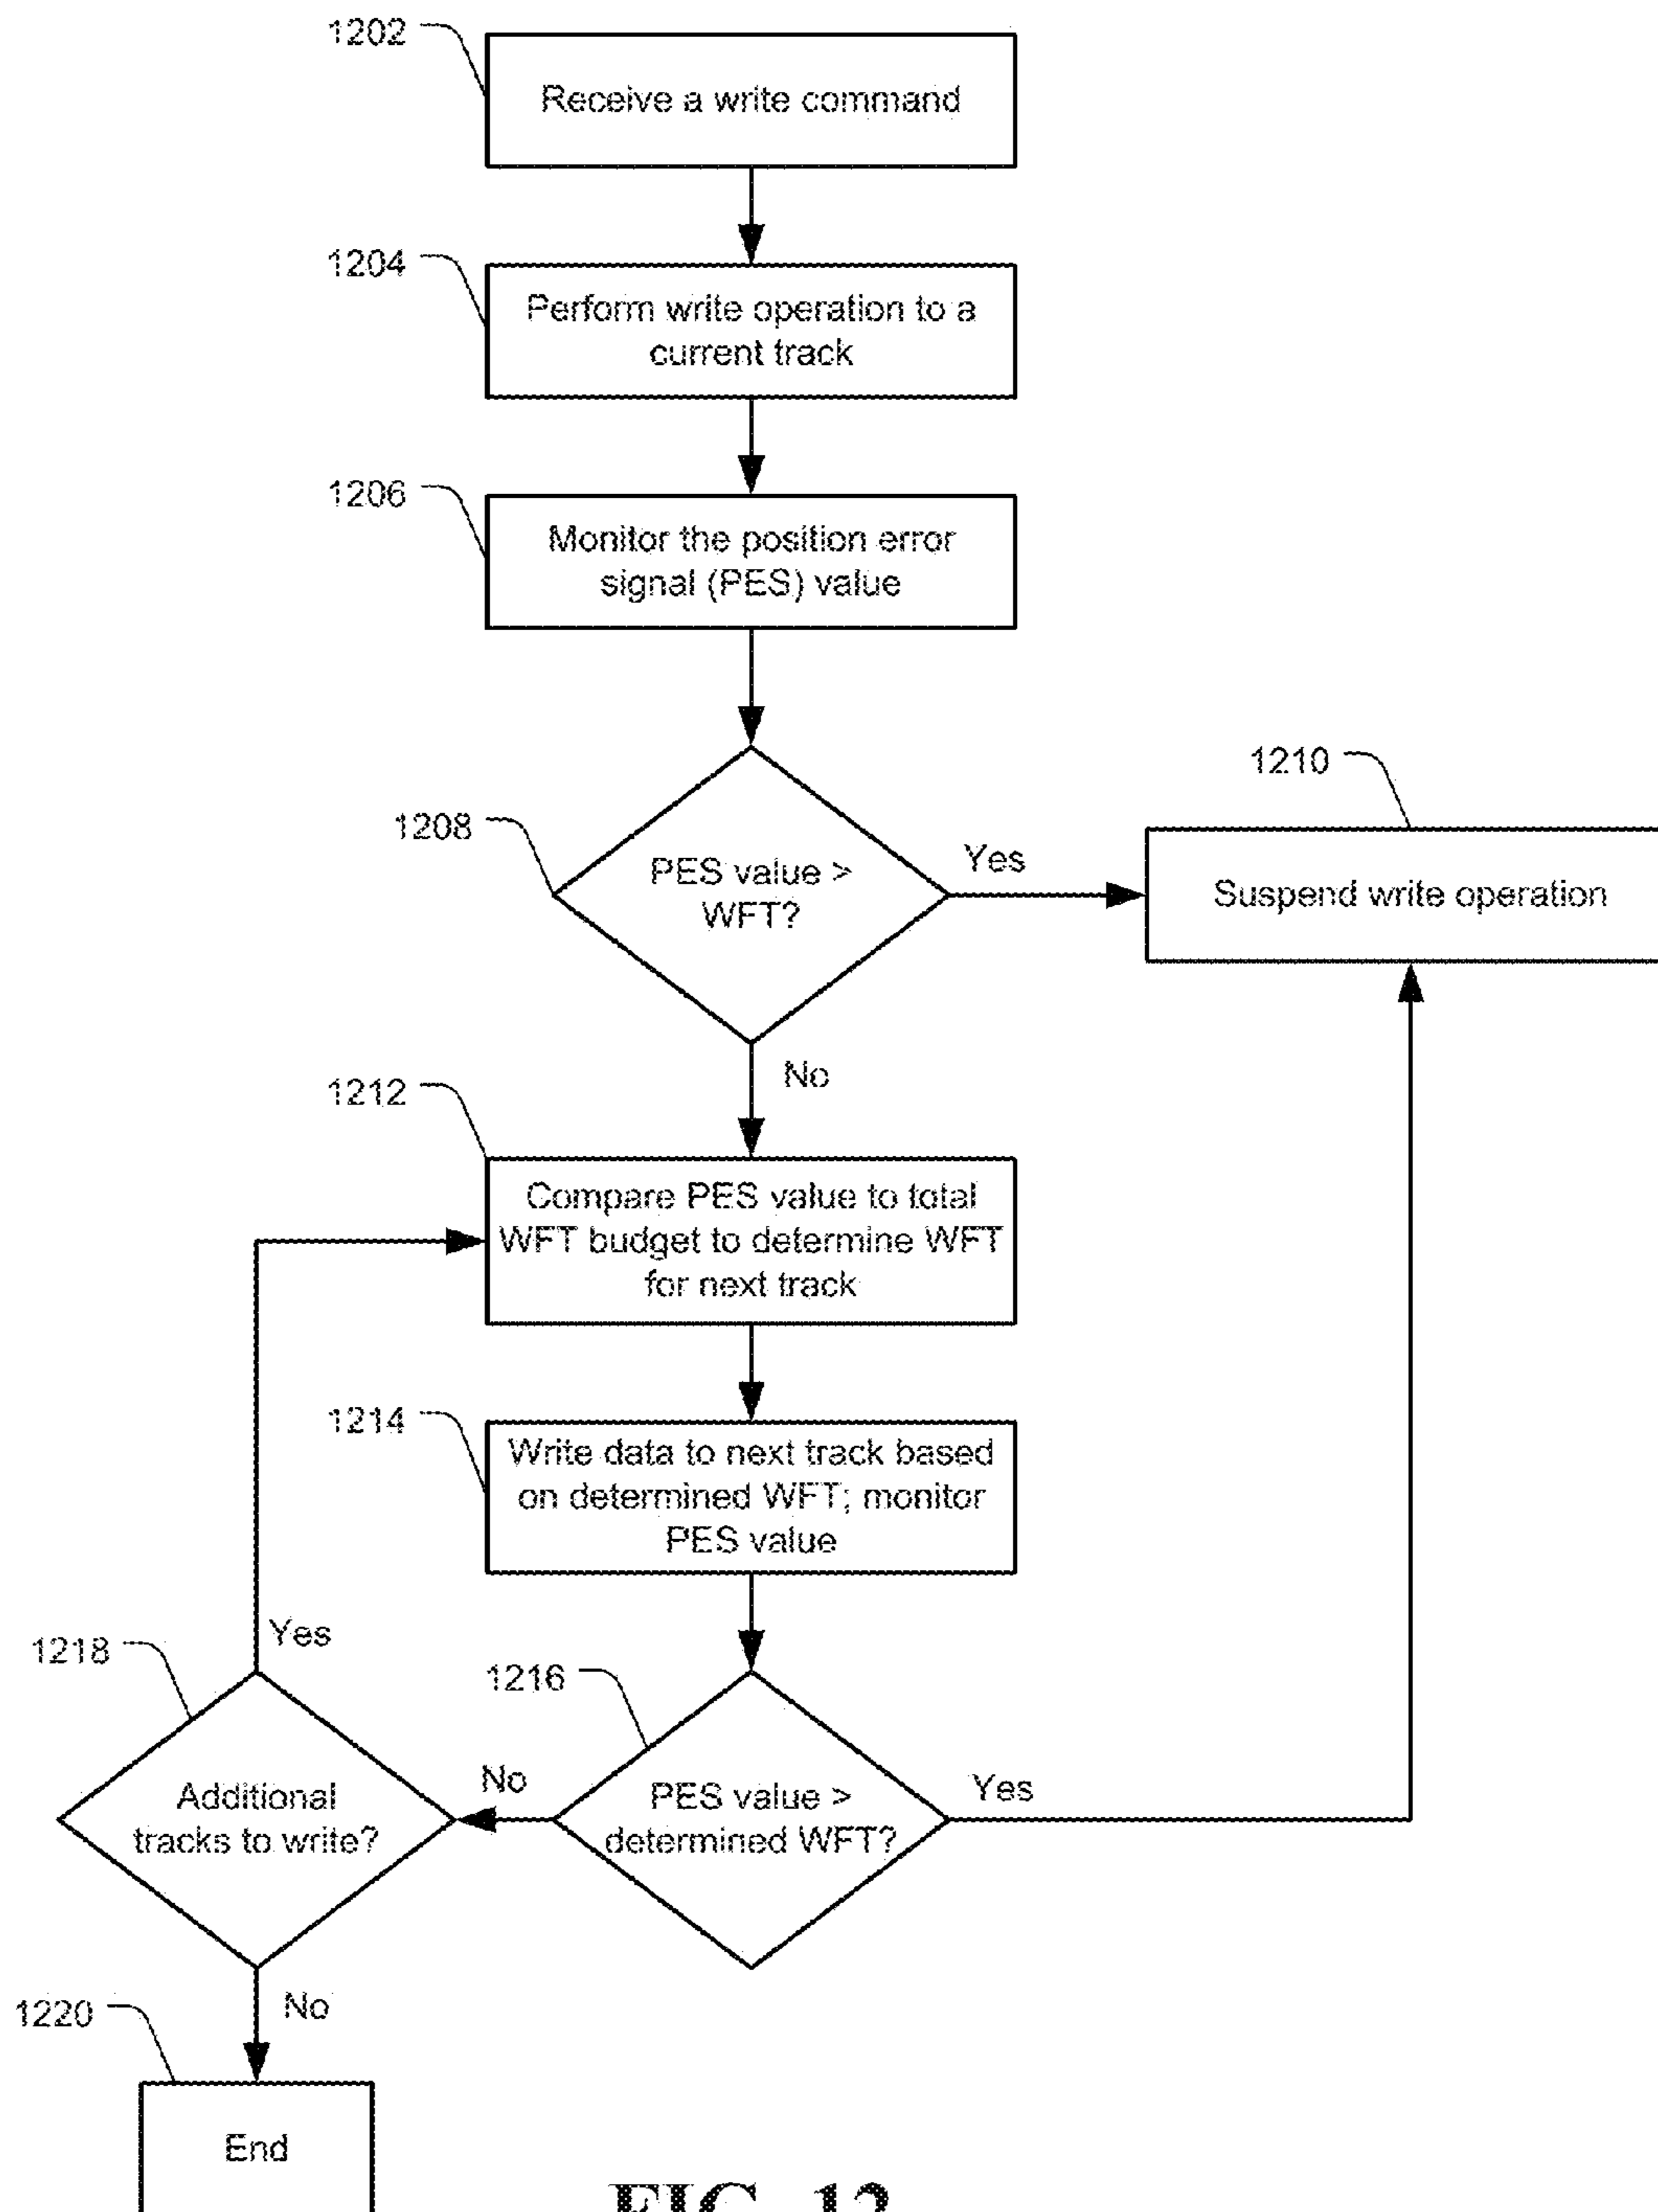 1202
Receive a write command
1204
Perform write operation to a
current track
1206
Monitor the position error
signal (PES) value
1208
PES value >
WFT?
Yes
1210
Suspend write operation
No
1212
Compare PES value to total
WFT budget to determine WFT
for next track
1214
Write data to next track based
on determined WFT; monitor
PES value
1216
PES value >
determined WFT?
Yes
No
1218
Additional
tracks to write?
Yes
No
1220
End
FIG. 12